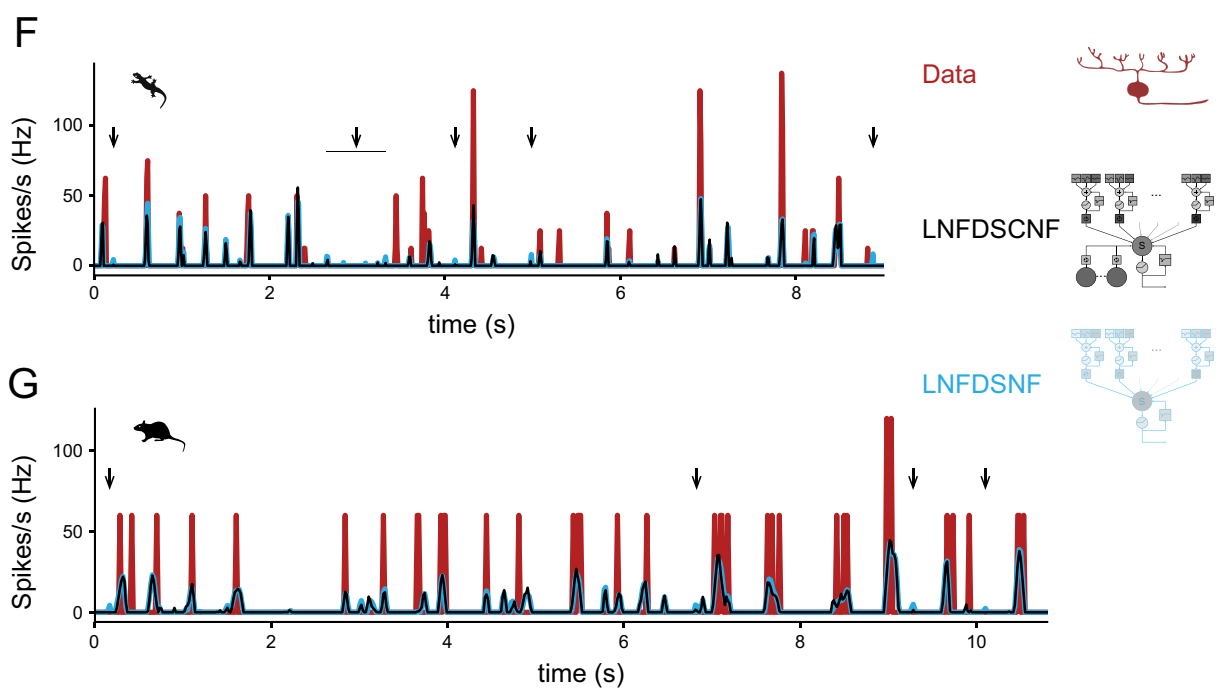 F
Spikes/s (Hz)
100
50
0
0 2 4 6 8
time (s)
Data
LNFDSCNF
...
S
LNFDSNF
...
S
G
Spikes/s (Hz)
100
50
0
0 2 4 6 8 10
time (s)